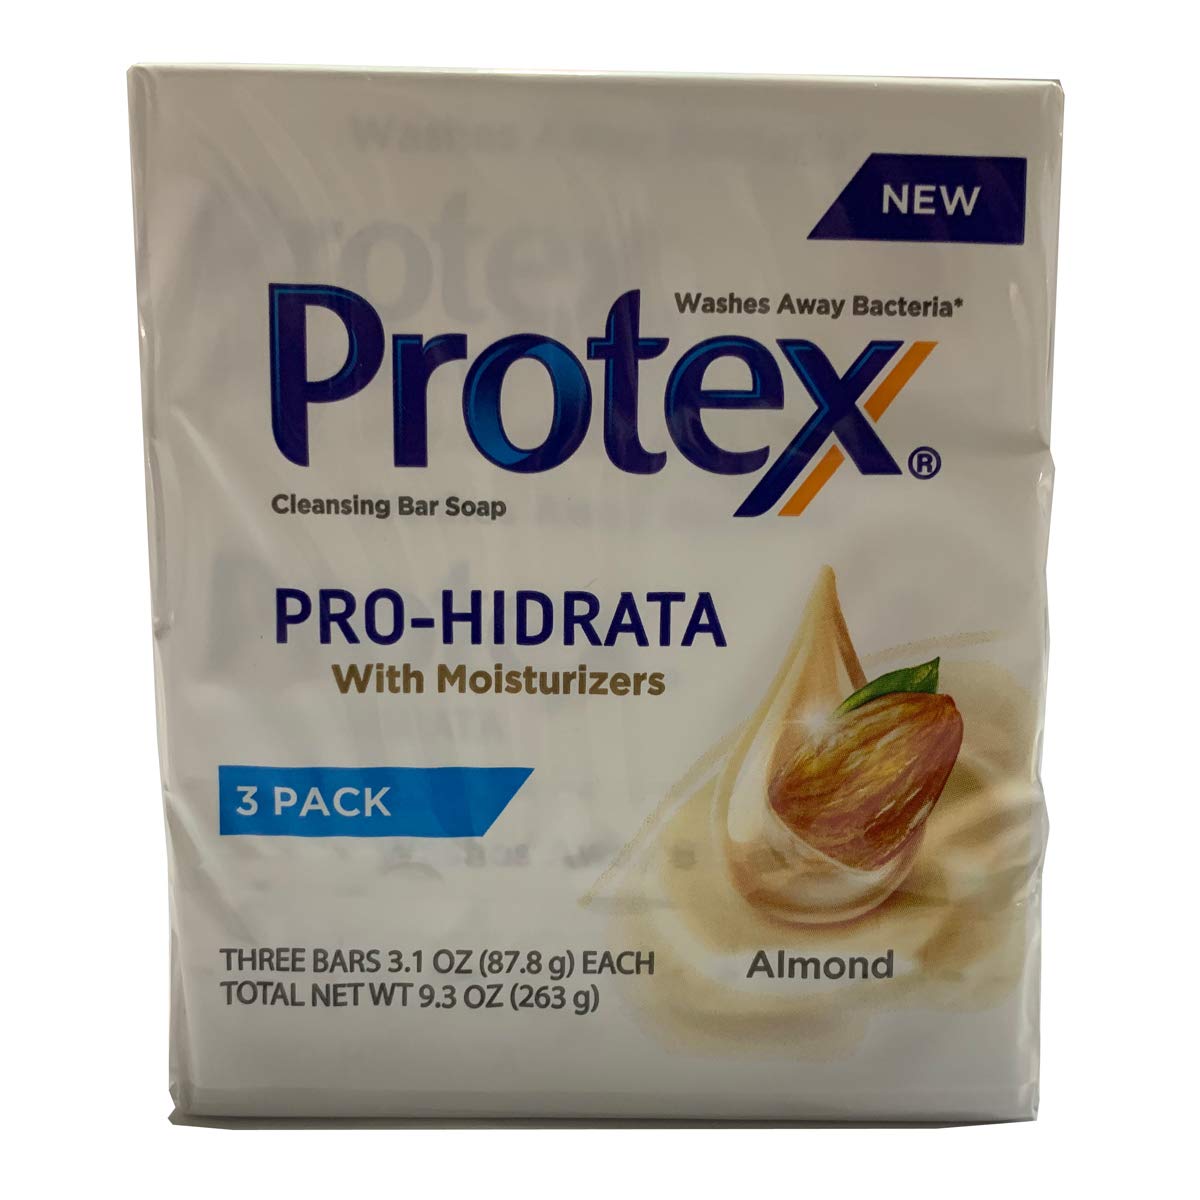 NEW
Washes Away Bacteria*
Protex®
Cleansing Bar Soap
PRO-HIDRATA
With Moisturizers
3 PACK
Almond
THREE BARS 3.1 OZ (87.8 g) EACH
TOTAL NET WT 9.3 OZ (263 g)